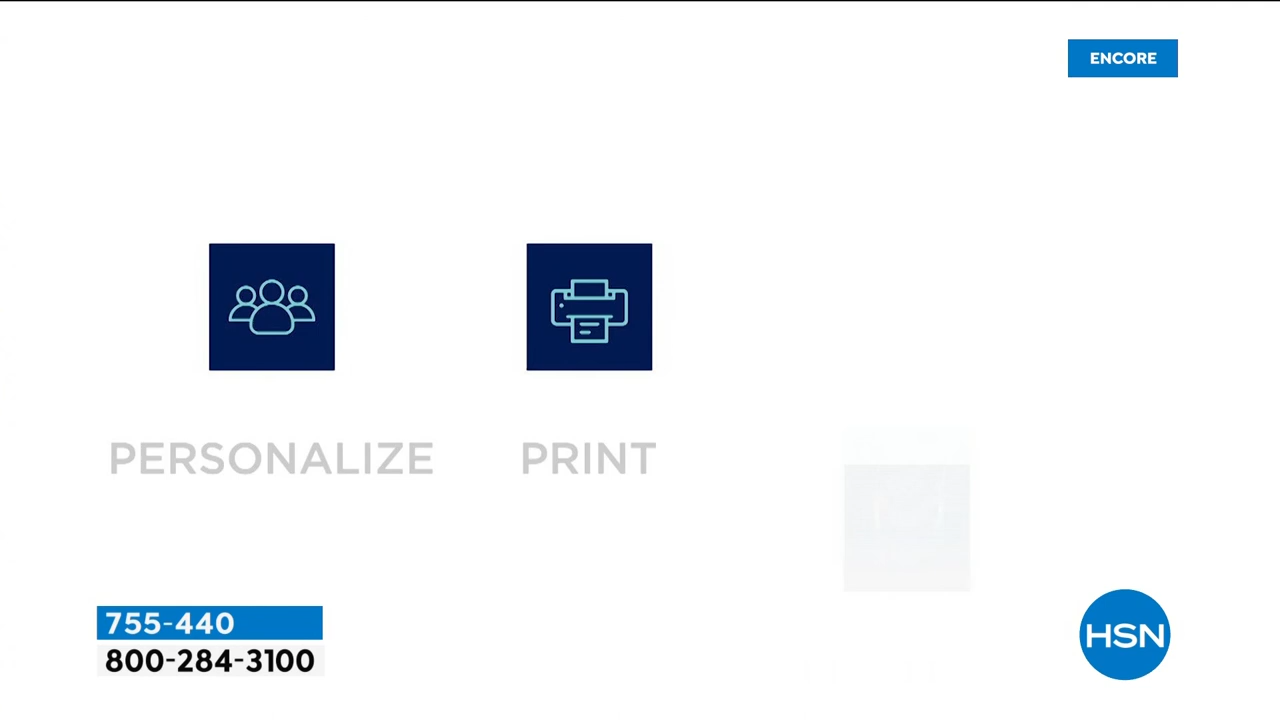 ENCORE
PERSONALIZE
PRINT
755-440
800-284-3100
HSN